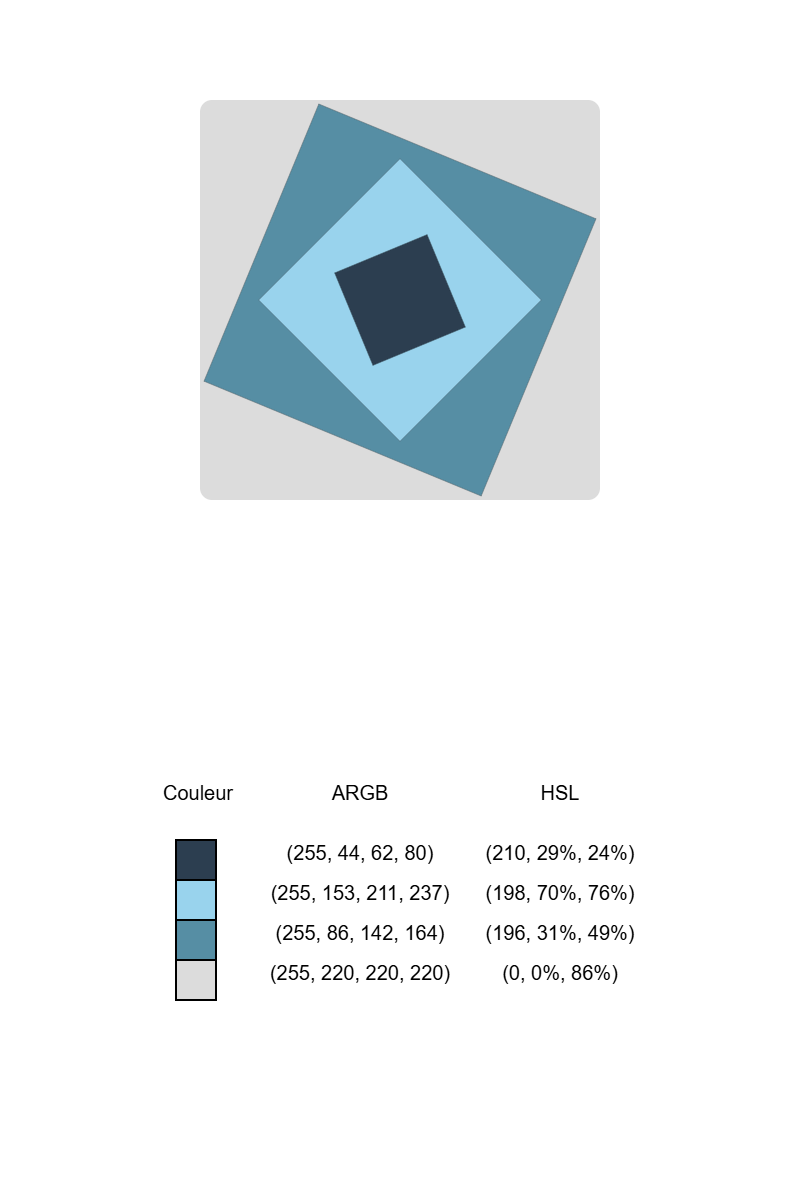 Couleur ARGB HSL
(255, 44, 62, 80) (210, 29%, 24%)
(255, 153, 211, 237) (198, 70%, 76%)
(255, 86, 142, 164) (196, 31%, 49%)
(255, 220, 220, 220) (0, 0%, 86%)